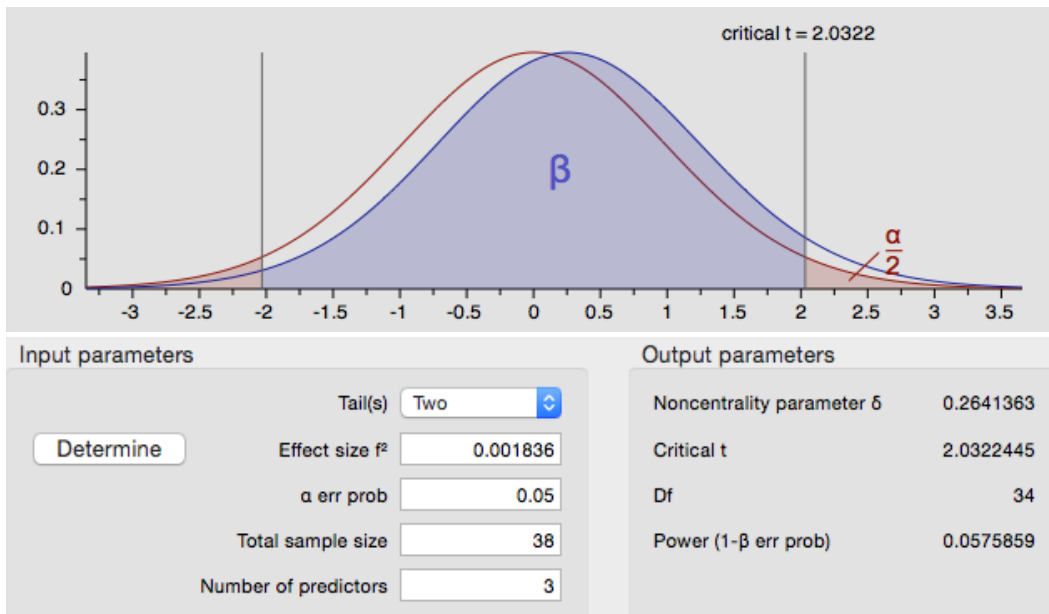 critical t = 2.0322
0.3
0.2
β
0.1
α
2
0
-3 -2.5 -2 -1.5 -1 -0.5 0 0.5 1 1.5 2 2.5 3 3.5
Input parameters
Output parameters
Tail(s) Two
Noncentrality parameter δ 0.2641363
Determine
Effect size f² 0.001836
Critical t 2.0322445
α err prob 0.05
Df 34
Total sample size 38
Power (1-β err prob) 0.0575859
Number of predictors 3